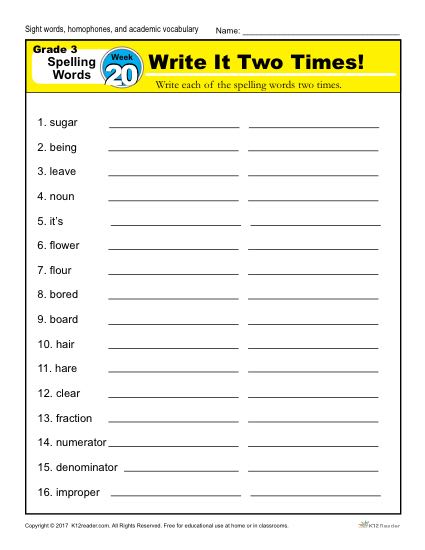 Sight words, homophones, and academic vocabulary Name:
Grade 3
Spelling
Words
Week
20
Write It Two Times!
Write each of the spelling words two times.
1. sugar
2. being
3. leave
4. noun
5. it's
6. flower
7. flour
8. bored
9. board
10. hair
11. hare
12. clear
13. fraction
14. numerator
15. denominator
16. improper
Copyright © 2017 K12reader.com. All Rights Reserved. Free for educational use at home or in classrooms.
K12Reader